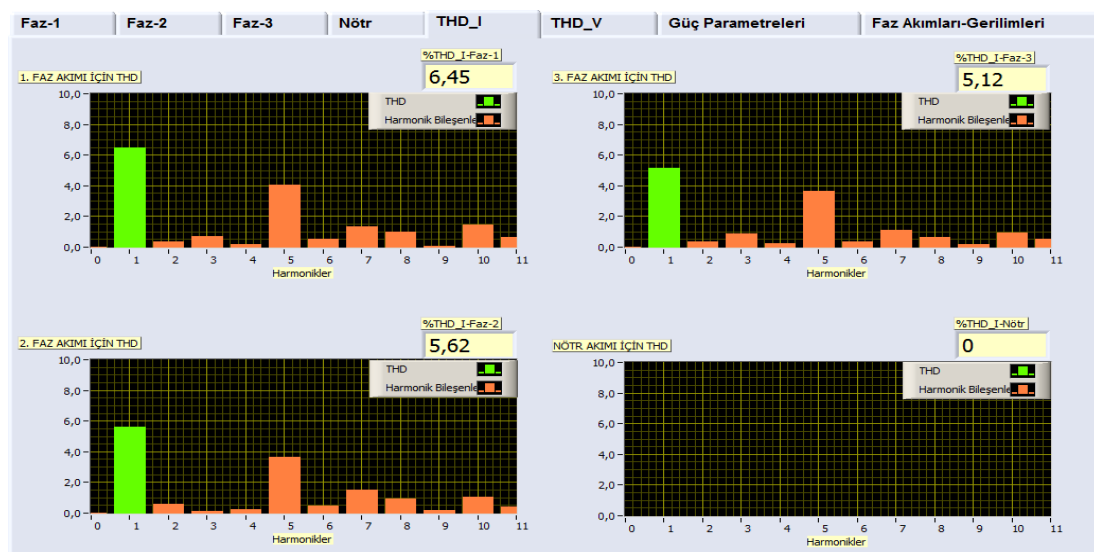 Faz-1 Faz-2 Faz-3 Nötr THD_I THD_V Güç Parametreleri Faz Akımları-Gerilimleri
%THD_I-Faz-1
1. FAZ AKIMI İÇİN THD
6,45
THD
Harmonik Bileşenle
10,0
8,0
6,0
4,0
2,0
0,0
0 1 2 3 4 5 6 7 8 9 10 11
Harmonikler
%THD_I-Faz-3
3. FAZ AKIMI İÇİN THD
5,12
THD
Harmonik Bileşenle
10,0
8,0
6,0
4,0
2,0
0,0
0 1 2 3 4 5 6 7 8 9 10 11
Harmonikler
%THD_I-Faz-2
2. FAZ AKIMI İÇİN THD
5,62
THD
Harmonik Bileşenle
10,0
8,0
6,0
4,0
2,0
0,0
0 1 2 3 4 5 6 7 8 9 10 11
Harmonikler
%THD_I-Nötr
NÖTR AKIMI İÇİN THD
0
THD
Harmonik Bileşenle
10,0
8,0
6,0
4,0
2,0
0,0
0 1 2 3 4 5 6 7 8 9 10 11
Harmonikler